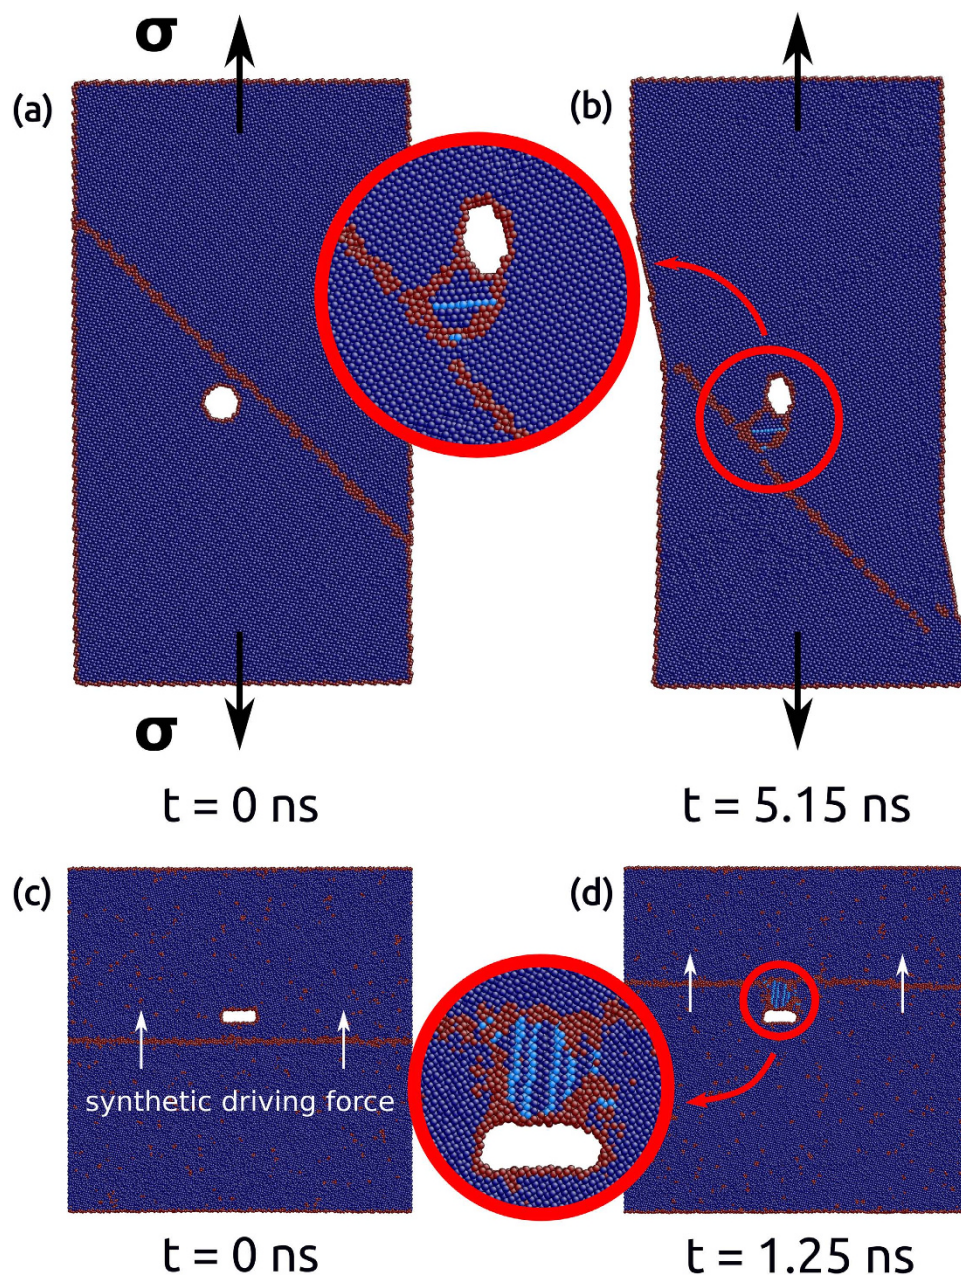 σ
(a)
(b)
σ
t = 0 ns
t = 5.15 ns
(c)
(d)
synthetic driving force
t = 0 ns
t = 1.25 ns